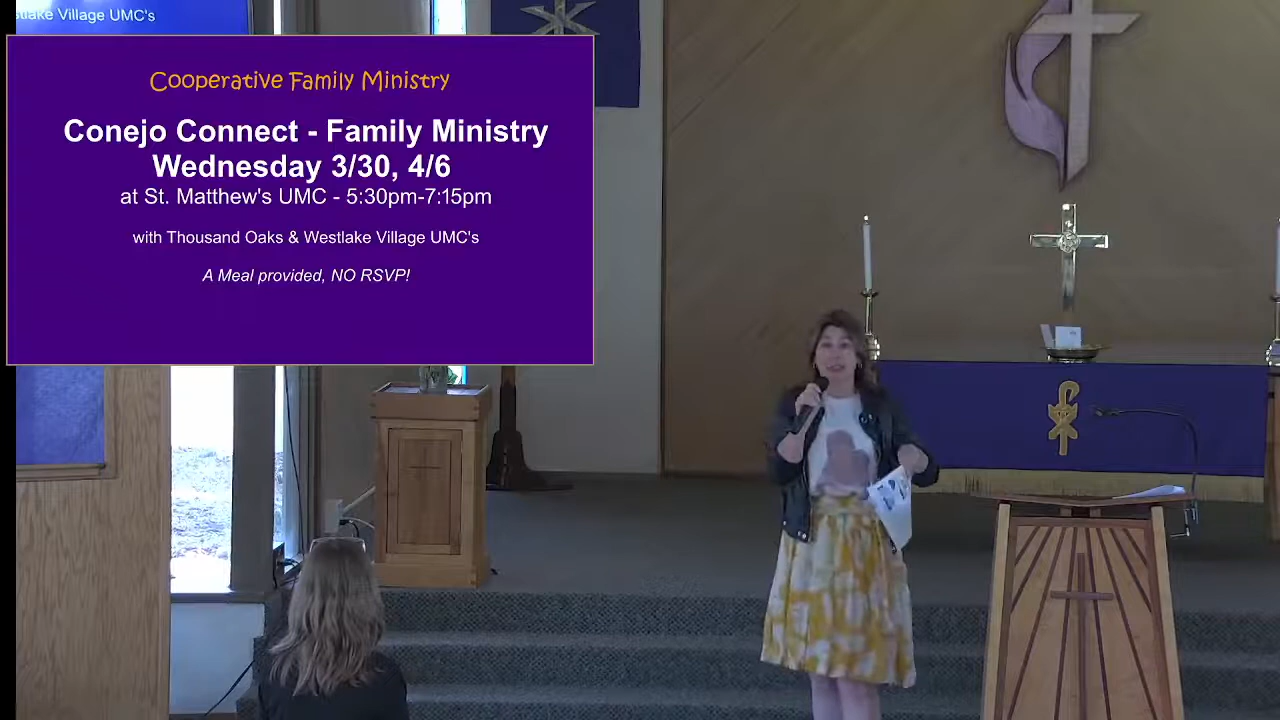 stlake Village UMC's
Cooperative Family Ministry
Conejo Connect - Family Ministry
Wednesday 3/30, 4/6
at St. Matthew's UMC - 5:30pm-7:15pm
with Thousand Oaks & Westlake Village UMC's
A Meal provided, NO RSVP!